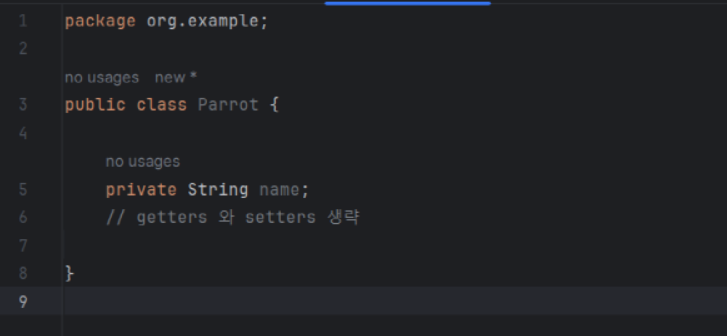 1 package org.example;
2
no usages new *
3 public class Parrot {
4
no usages
5 private String name;
6 // getters 와 setters 생략
7
8 }
9